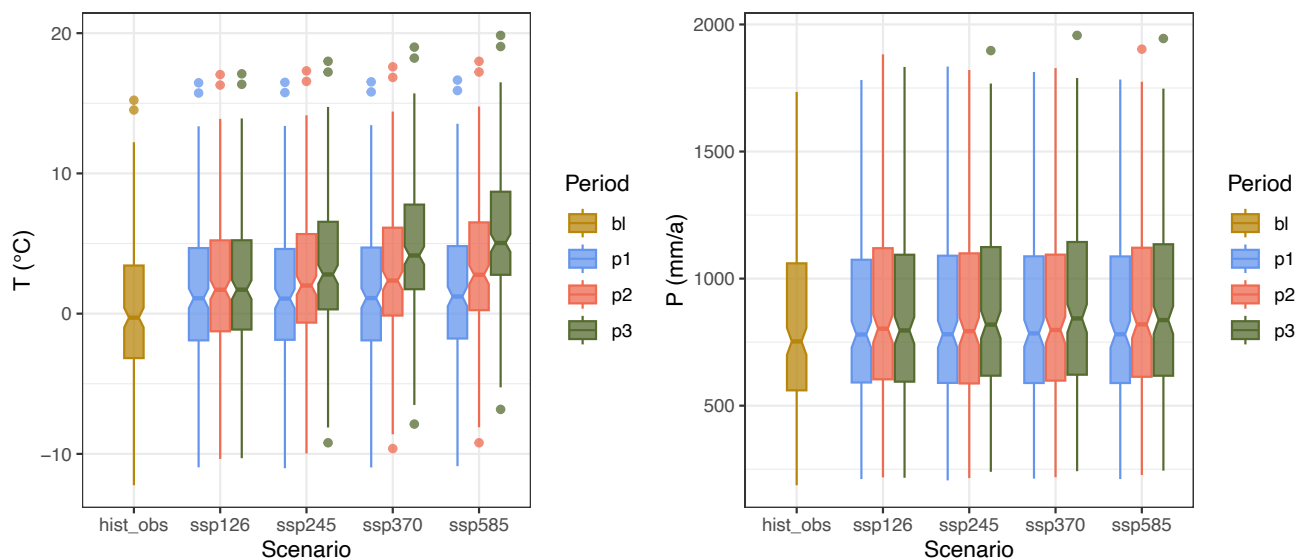 20
10
0
−10
T (°C)
hist_obs ssp126 ssp245 ssp370 ssp585
Scenario
Period
bl
p1
p2
p3
2000
1500
1000
500
P (mm/a)
hist_obs ssp126 ssp245 ssp370 ssp585
Scenario
Period
bl
p1
p2
p3